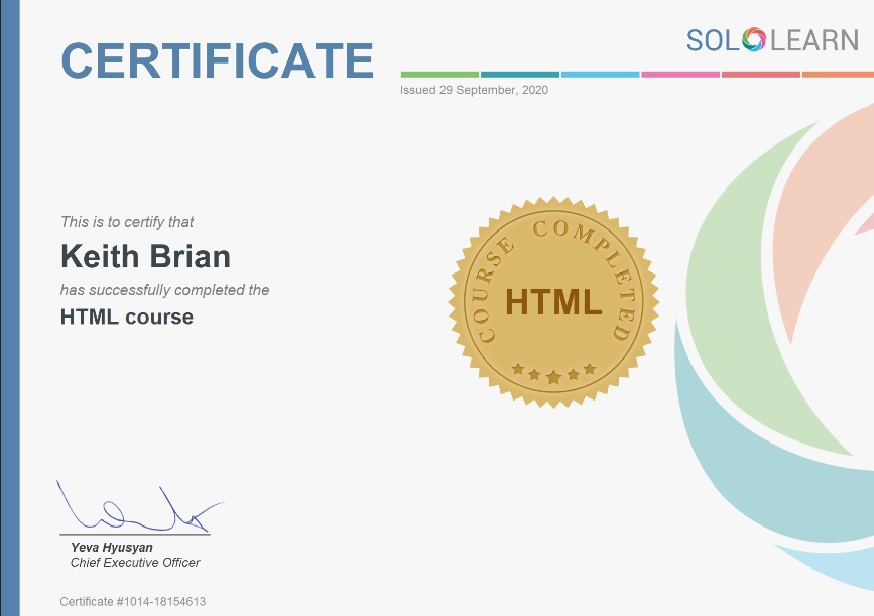 CERTIFICATE
SOLOLEARN
Issued 29 September, 2020
This is to certify that
Keith Brian
has successfully completed the
HTML course
COURSE COMPLETED
HTML
Yeva Hyusyan
Chief Executive Officer
Certificate #1014-18154613